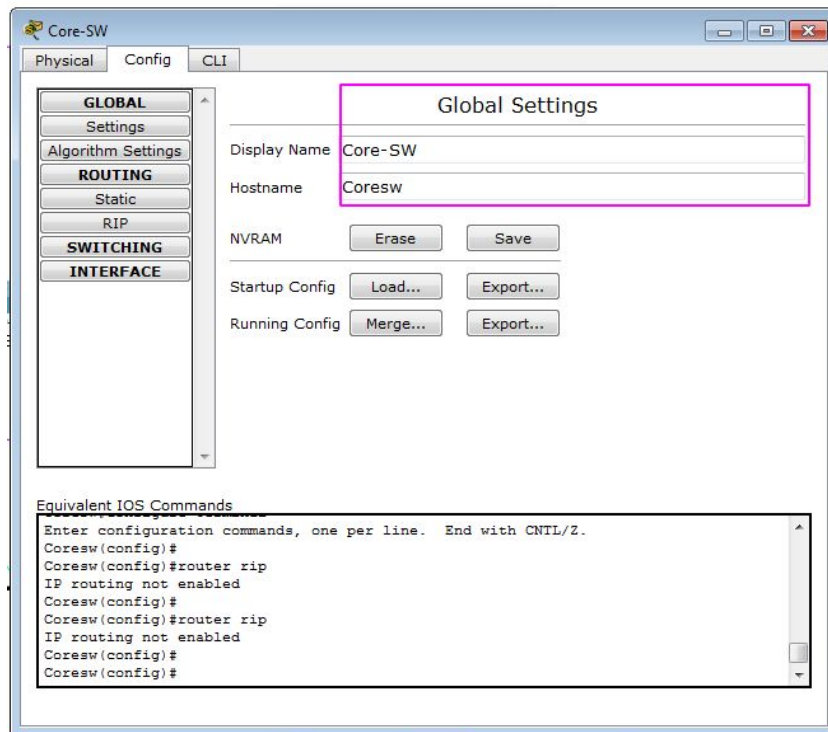 Core-SW
Physical
Config
CLI
GLOBAL
Settings
Algorithm Settings
ROUTING
Static
RIP
SWITCHING
INTERFACE
Global Settings
Display Name Core-SW
Hostname Coresw
NVRAM Erase Save
Startup Config Load... Export...
Running Config Merge... Export...
Equivalent IOS Commands
Enter configuration commands, one per line. End with CNTL/Z.
Coresw(config)#
Coresw(config)#router rip
IP routing not enabled
Coresw(config)#
Coresw(config)#router rip
IP routing not enabled
Coresw(config)#
Coresw(config)#